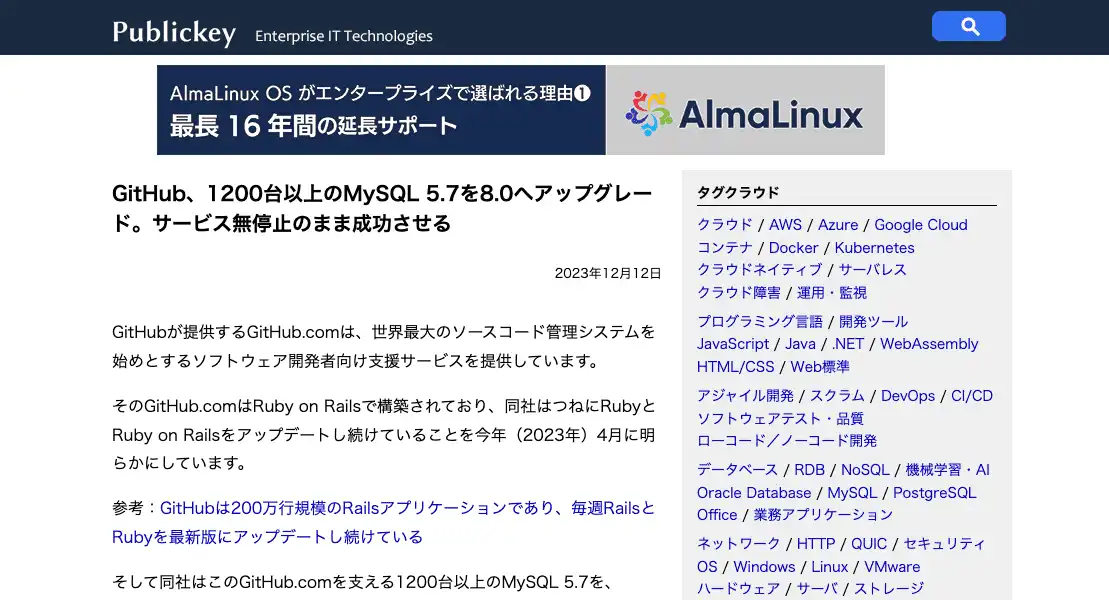 Publickey Enterprise IT Technologies
AlmaLinux OS がエンタープライズで選ばれる理由❶
最長 16 年間の延長サポート
AlmaLinux
GitHub、1200台以上のMySQL 5.7を8.0へアップグレー
ド。サービス無停止のまま成功させる
2023年12月12日
GitHubが提供するGitHub.comは、世界最大のソースコード管理システムを
始めとするソフトウェア開発者向け支援サービスを提供しています。
そのGitHub.comはRuby on Railsで構築されており、同社はつねにRubyと
Ruby on Railsをアップデートし続けていることを今年（2023年）4月に明
らかにしています。
参考：GitHubは200万行規模のRailsアプリケーションであり、毎週Railsと
Rubyを最新版にアップデートし続けている
そして同社はこのGitHub.comを支える1200台以上のMySQL 5.7を、
タグクラウド
クラウド / AWS / Azure / Google Cloud
コンテナ / Docker / Kubernetes
クラウドネイティブ / サーバレス
クラウド障害 / 運用・監視
プログラミング言語 / 開発ツール
JavaScript / Java / .NET / WebAssembly
HTML/CSS / Web標準
アジャイル開発 / スクラム / DevOps / CI/CD
ソフトウェアテスト・品質
ローコード／ノーコード開発
データベース / RDB / NoSQL / 機械学習・AI
Oracle Database / MySQL / PostgreSQL
Office / 業務アプリケーション
ネットワーク / HTTP / QUIC / セキュリティ
OS / Windows / Linux / VMware
ハードウェア / サーバ / ストレージ